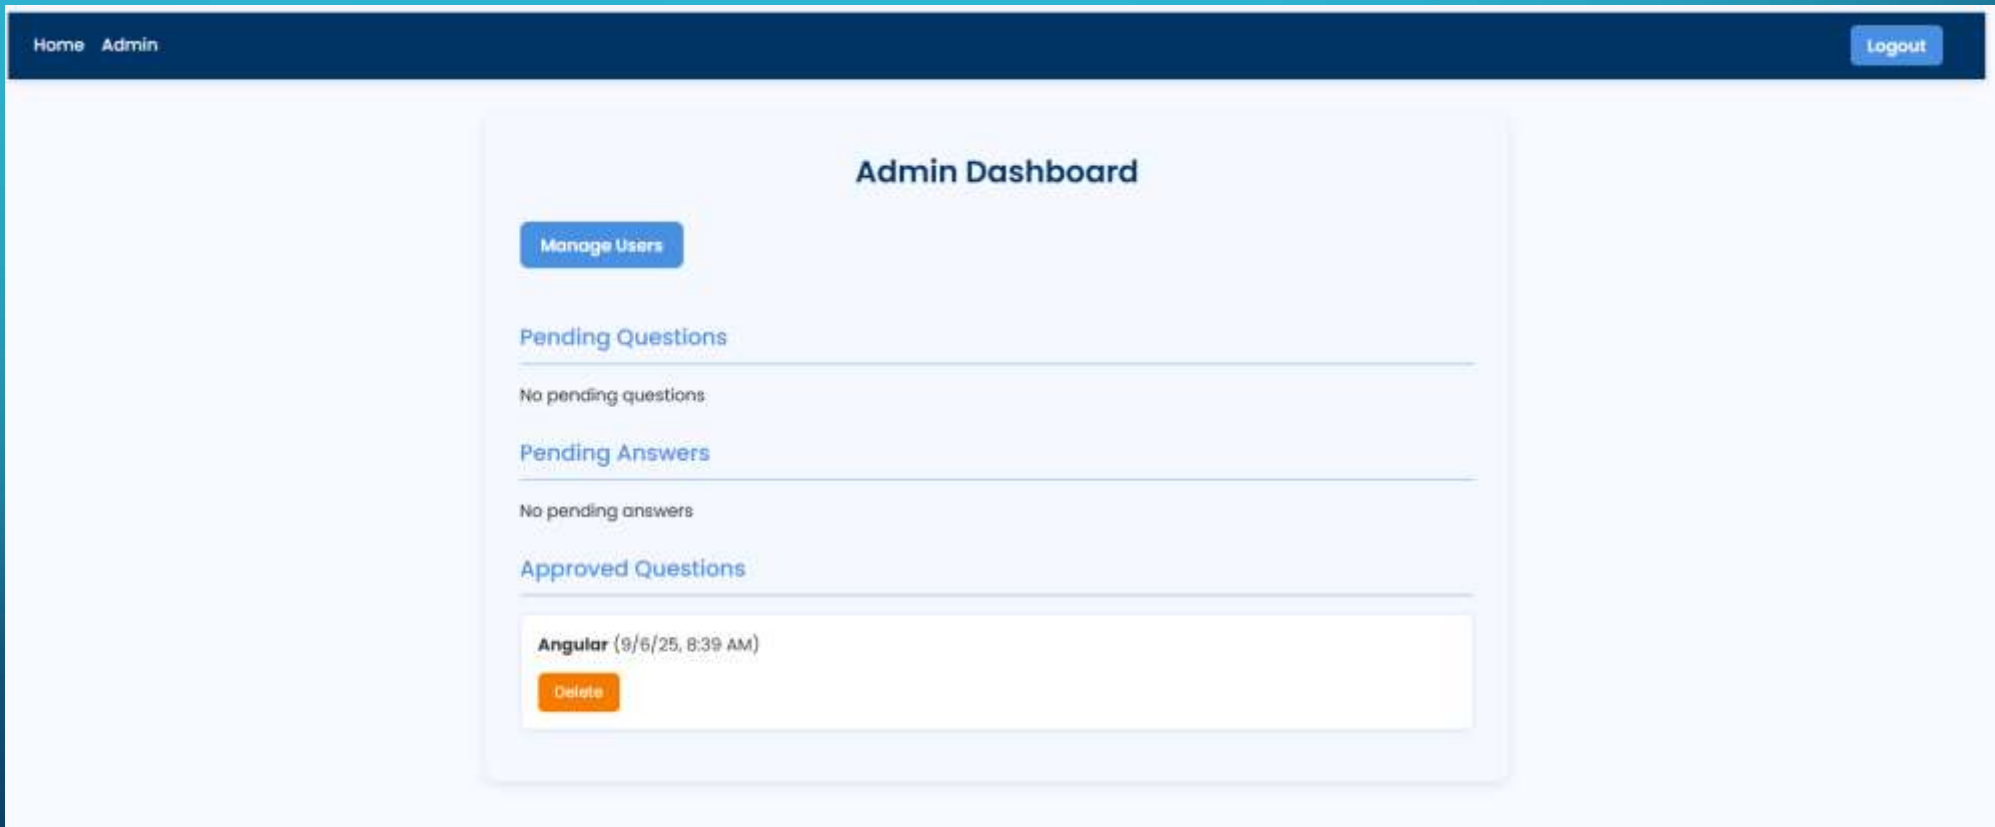 Home Admin Logout
Admin Dashboard
Manage Users
Pending Questions
No pending questions
Pending Answers
No pending answers
Approved Questions
Angular (9/6/25, 8:39 AM)
Delete